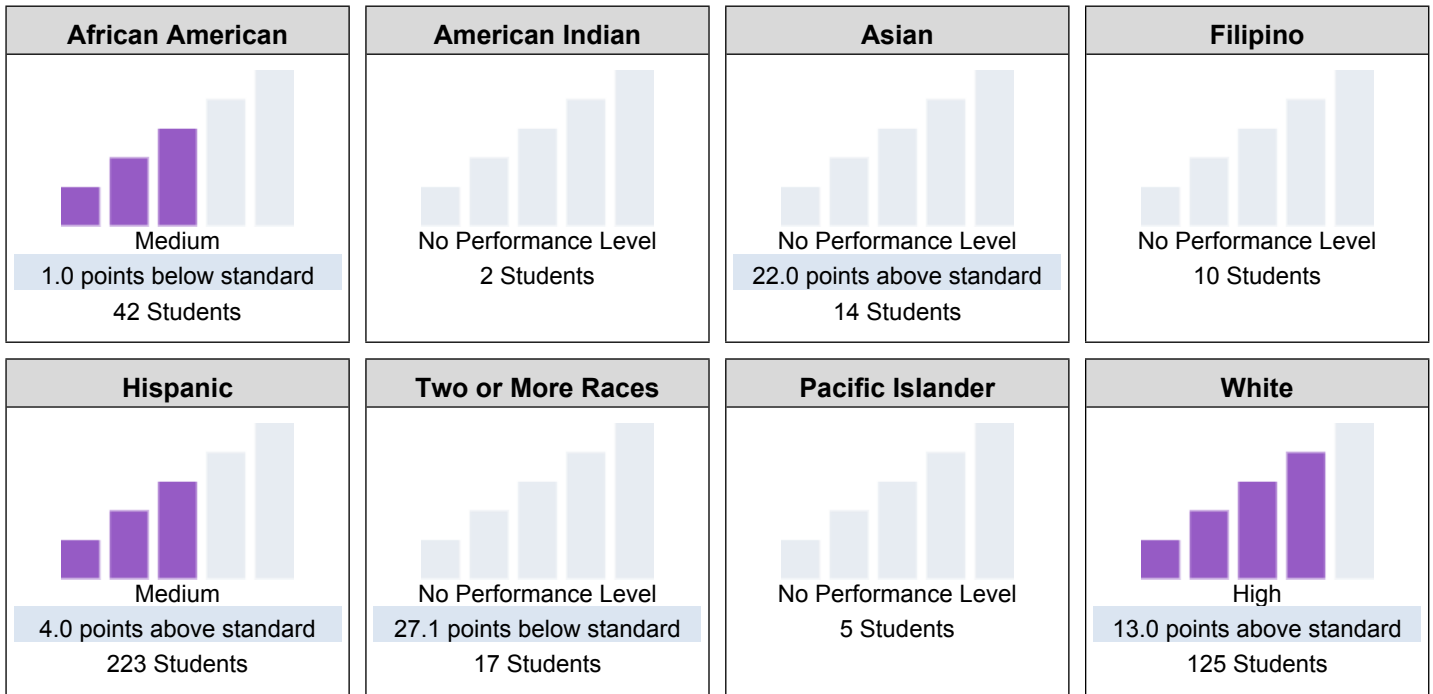 African American
Medium
1.0 points below standard
42 Students
American Indian
No Performance Level
2 Students
Asian
No Performance Level
22.0 points above standard
14 Students
Filipino
No Performance Level
10 Students
Hispanic
Medium
4.0 points above standard
223 Students
Two or More Races
No Performance Level
27.1 points below standard
17 Students
Pacific Islander
No Performance Level
5 Students
White
High
13.0 points above standard
125 Students